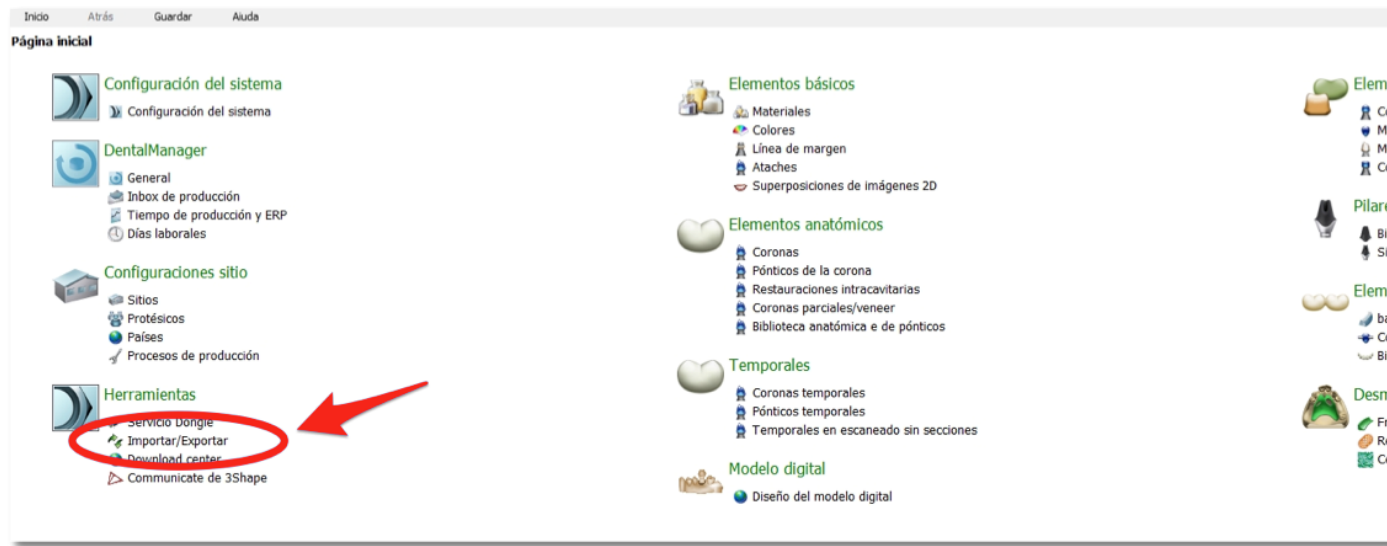 Inicio Atrás Guardar Aiuda
Página inicial
Configuración del sistema
Configuración del sistema
DentalManager
General
Inbox de producción
Tiempo de producción y ERP
Días laborales
Configuraciones sitio
Sitios
Protésicos
Países
Procesos de producción
Herramientas
Servicio Dongle
Importar/Exportar
Download center
Communicate de 3Shape
Elementos básicos
Materiales
Colores
Línea de margen
Ataches
Superposiciones de imágenes 2D
Elementos anatómicos
Coronas
Pónticos de la corona
Restauraciones intracavitarias
Coronas parciales/veneer
Biblioteca anatómica e de pónticos
Temporales
Coronas temporales
Pónticos temporales
Temporales en escaneado sin secciones
Modelo digital
Diseño del modelo digital